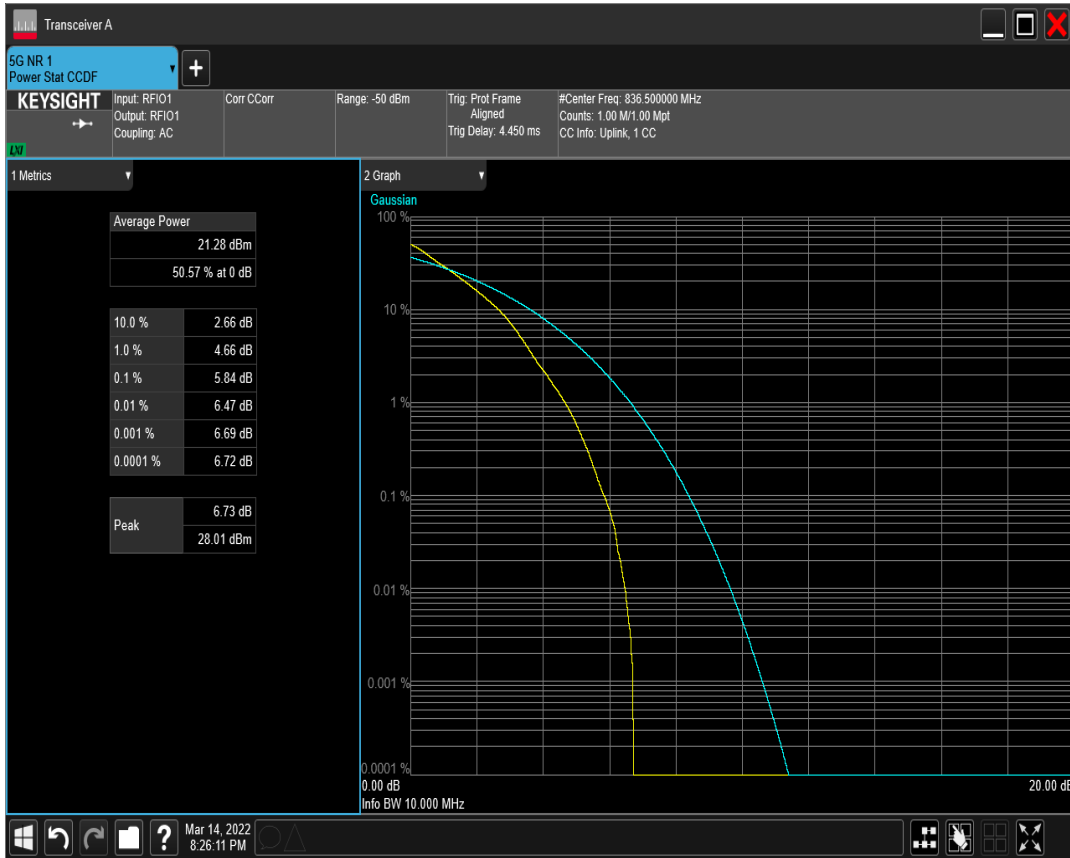 Transceiver A
5G NR 1
Power Stat CCDF
KEYSIGHT
LXI
Input: RFIO1
Output: RFIO1
Coupling: AC
Corr CCorr
Range: -50 dBm
Trig: Prot Frame
Aligned
Trig Delay: 4.450 ms
#Center Freq: 836.500000 MHz
Counts: 1.00 M/1.00 Mpt
CC Info: Uplink, 1 CC
1 Metrics
Average Power
21.28 dBm
50.57 % at 0 dB
10.0 % 2.66 dB
1.0 % 4.66 dB
0.1 % 5.84 dB
0.01 % 6.47 dB
0.001 % 6.69 dB
0.0001 % 6.72 dB
Peak
6.73 dB
28.01 dBm
2 Graph
Gaussian
100 %
10 %
1 %
0.1 %
0.01 %
0.001 %
0.0001 %
0.00 dB 20.00 dB
Info BW 10.000 MHz
Mar 14, 2022
8:26:11 PM